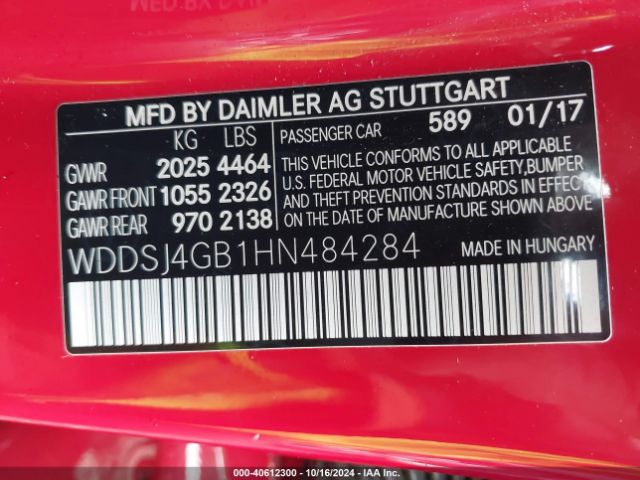 MFD BY DAIMLER AG STUTTGART
KG LBS
PASSENGER CAR 589 01/17
GVWR 2025 4464
GAWR FRONT 1055 2326
GAWR REAR 970 2138
THIS VEHICLE CONFORMS TO ALL APPLICABLE
U.S. FEDERAL MOTOR VEHICLE SAFETY, BUMPER
AND THEFT PREVENTION STANDARDS IN EFFECT
ON THE DATE OF MANUFACTURE SHOWN ABOVE
WDDSJ4GB1HN484284
MADE IN HUNGARY
000-40612300 - 10/16/2024 - IAA Inc.